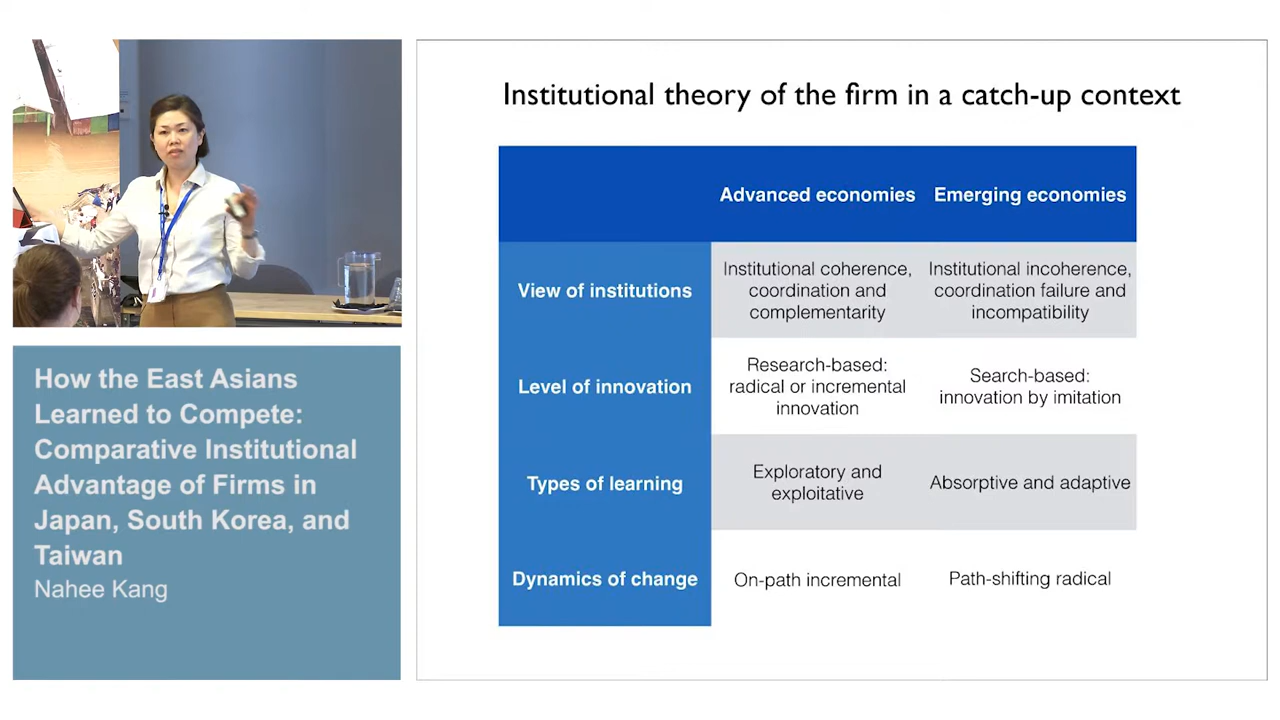 Institutional theory of the firm in a catch-up context
Advanced economies
Emerging economies
View of institutions
Institutional coherence,
coordination and
complementarity
Institutional incoherence,
coordination failure and
incompatibility
Level of innovation
Research-based:
radical or incremental
innovation
Search-based:
innovation by imitation
Types of learning
Exploratory and
exploitative
Absorptive and adaptive
Dynamics of change
On-path incremental
Path-shifting radical
How the East Asians
Learned to Compete:
Comparative Institutional
Advantage of Firms in
Japan, South Korea, and
Taiwan
Nahee Kang